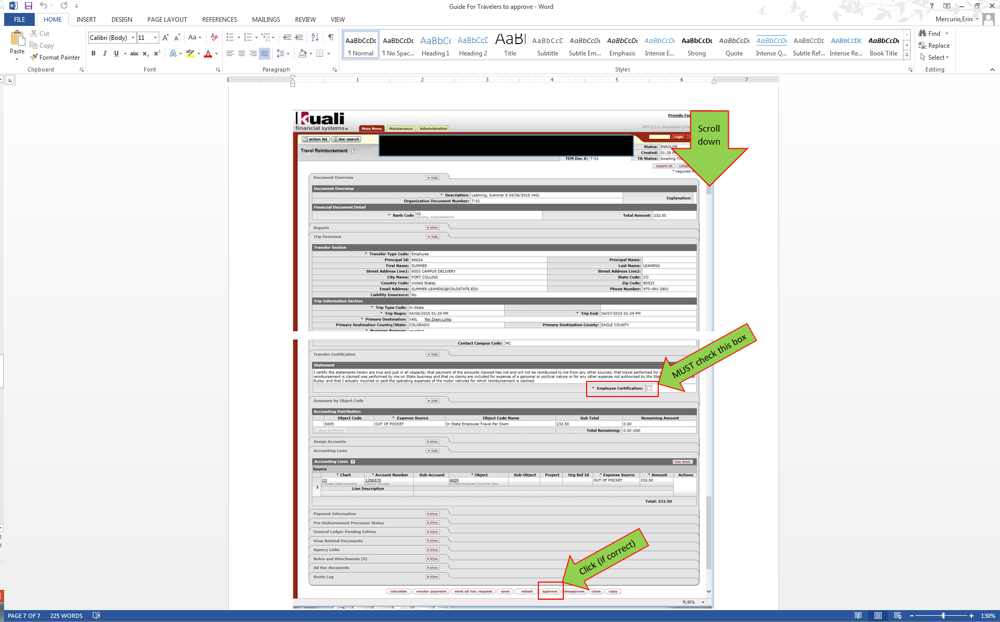 Guide For Travelers to approve - Word
FILE HOME INSERT DESIGN PAGE LAYOUT REFERENCES MAILINGS REVIEW VIEW
Mercurio,Erin
Paste
Cut
Copy
Format Painter
Clipboard
Calibri (Body) 11
Font
Paragraph
AaBbCcDc ¶ Normal
AaBbCcDc ¶ No Spac...
AaBbC Heading 1
AaBbCcD Heading 2
AaBl Title
AaBbCcD Subtitle
AaBbCcDc Subtle Em...
AaBbCcDc Emphasis
AaBbCcDc Intense E...
AaBbCcDc Strong
AaBbCcDc Quote
AaBbCcDc Intense Q...
AABBCCDE Subtle Ref...
AABBCCDE Intense Re...
AaBbCcDc Book Title
Styles
Find
Replace
Select
Editing
1 1 2 3 4 5 6 7
Kuali
financial systems
Main Menu Maintenance Administration
Provide Fee
KFS 5.3.1 Standalone (Ora
Scroll
down
action list doc search
Login
Travel Reimbursement ?
Status: ENROUTE
Created: 01:28 P
TEM Doc #: T-51 TR Status: Awaiting Tr
expand all collap
* required fi
Document Overview hide
Document Overview
* Description: Leaming, Summer E 04/06/2015 VAIL Explanation:
Organization Document Number: T-51
Financial Document Detail
* Bank Code 02 Total Amount: 232.50
GENERAL DISBURSEMENTS
Reports show
Trip Overview hide
Traveler Section
* Traveler Type Code: Employee
Principal Id: 66624 Principal Name:
First Name: SUMMER Last Name: LEAMING
Street Address Line1: 6003 CAMPUS DELIVERY Street Address Line2:
City Name: FORT COLLINS State Code: CO
Country Code: United States Zip Code: 80523
Email Address: SUMMER.LEAMING@COLOSTATE.EDU Phone Number: 970-491-2801
Liability Insurance: No
Trip Information Section
* Trip Type Code: In-State
* Trip Begin: 04/06/2015 01:29 PM * Trip End: 04/07/2015 01:29 PM
* Primary Destination: VAIL Per Diem Links
Primary Destination Country/State: COLORADO Primary Destination County: EAGLE COUNTY
* Business Purpose: counting
Contact Campus Code: MC
MUST check this box
Traveler Certification hide
Statement
I certify the statements herein are true and just in all respects; that payment of the amounts claimed has not and will not be reimbursed to me from any other sources; that travel performed for
reimbursement is claimed was performed by me on State business and that no claims are included for expense of a personal or political nature or for any other expense not authorized by the Sta
Rules; and that I actually incurred or paid the operating expenses of the motor vehicles for which reimbursement is claimed.
* Employee Certification:
Summary by Object Code hide
Accounting Distribution
Object Code * Expense Source Object Code Name Sub Total Remaining Amount
6005 OUT OF POCKET In State Employee Travel Per Diem 232.50 0.00
setup distribution Total Remaining: 0.00 USD
Assign Accounts show
Accounting Lines hide
Accounting Lines ? hide detail
Source
* Chart * Account Number Sub-Account * Object Sub-Object Project Org Ref Id * Expense Source * Amount Actions
1 CO 1356570 6005 OUT OF POCKET 232.50
Colorado State University Campus Services In State Employee Travel Per Diem
Line Description
Total: 232.50
Payment Information show
Pre-Disbursement Processor Status show
General Ledger Pending Entries show
View Related Documents show
Agency Links show
Notes and Attachments (0) show
Ad Hoc Recipients show
Route Log show
Click (if correct)
calculate vendor payment send ad hoc request save reload approve disapprove close copy
95%
PAGE 7 OF 7 225 WORDS 130%